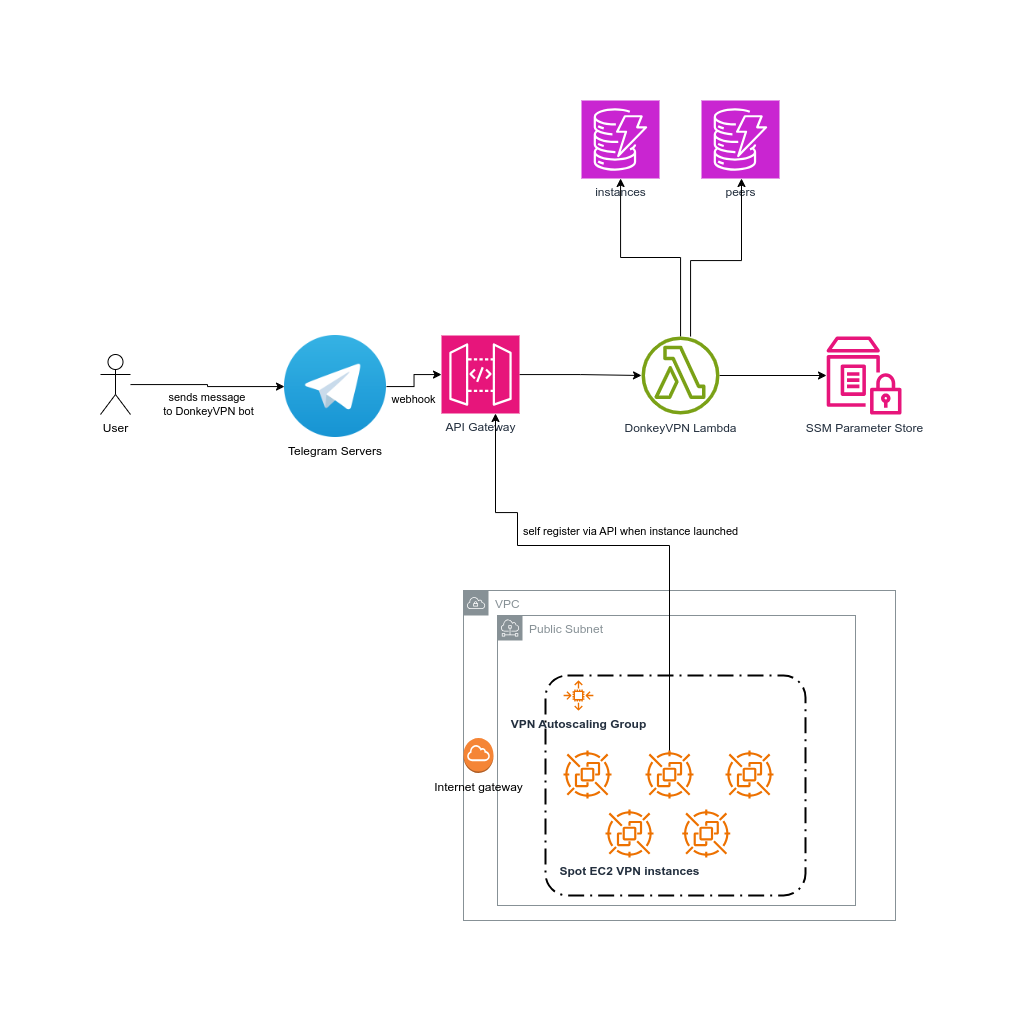 instances
peers
sends message
to DonkeyVPN bot
webhook
User
Telegram Servers
API Gateway
DonkeyVPN Lambda
SSM Parameter Store
self register via API when instance launched
VPC
Public Subnet
VPN Autoscaling Group
Internet gateway
Spot EC2 VPN instances